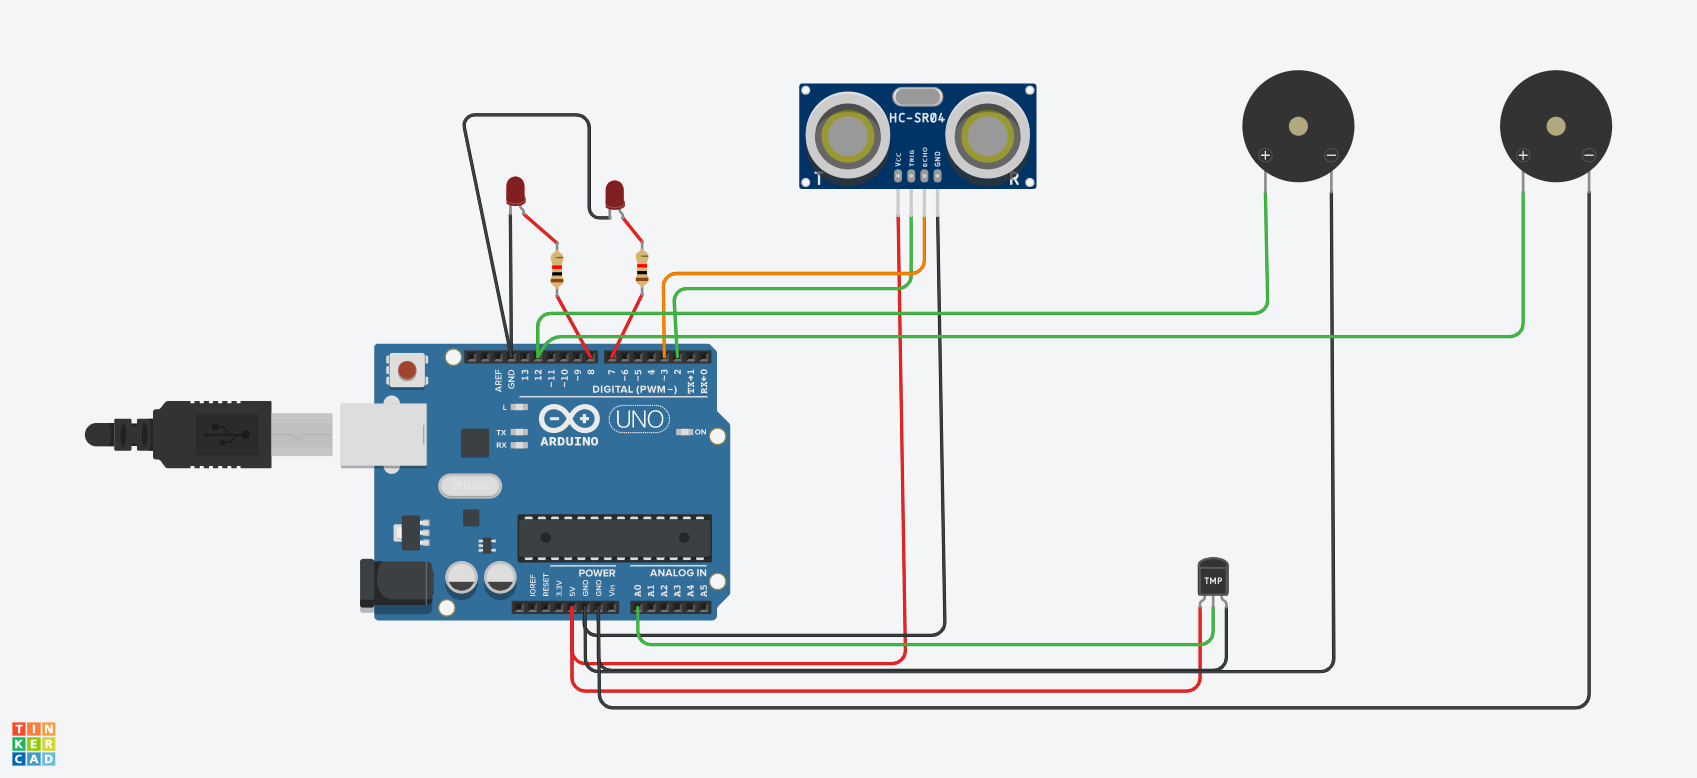 HC-SR04
VCC
TRIG
ECHO
GND
T
R
+
−
+
−
AREF
GND
13
12
~11
~10
~9
8
7
~6
~5
4
~3
2
TX→1
RX←0
DIGITAL (PWM~)
L
TX
RX
ARDUINO
UNO
ON
POWER
ANALOG IN
IOREF
RESET
3.3V
5V
GND
GND
Vin
A0
A1
A2
A3
A4
A5
TMP
TIN
KER
CAD